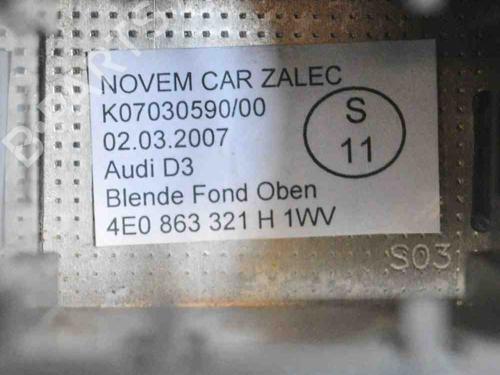 NOVEM CAR ZALEC
K07030590/00
02.03.2007
Audi D3
Blende Fond Oben
4E0 863 321 H 1WV
S
11
S03